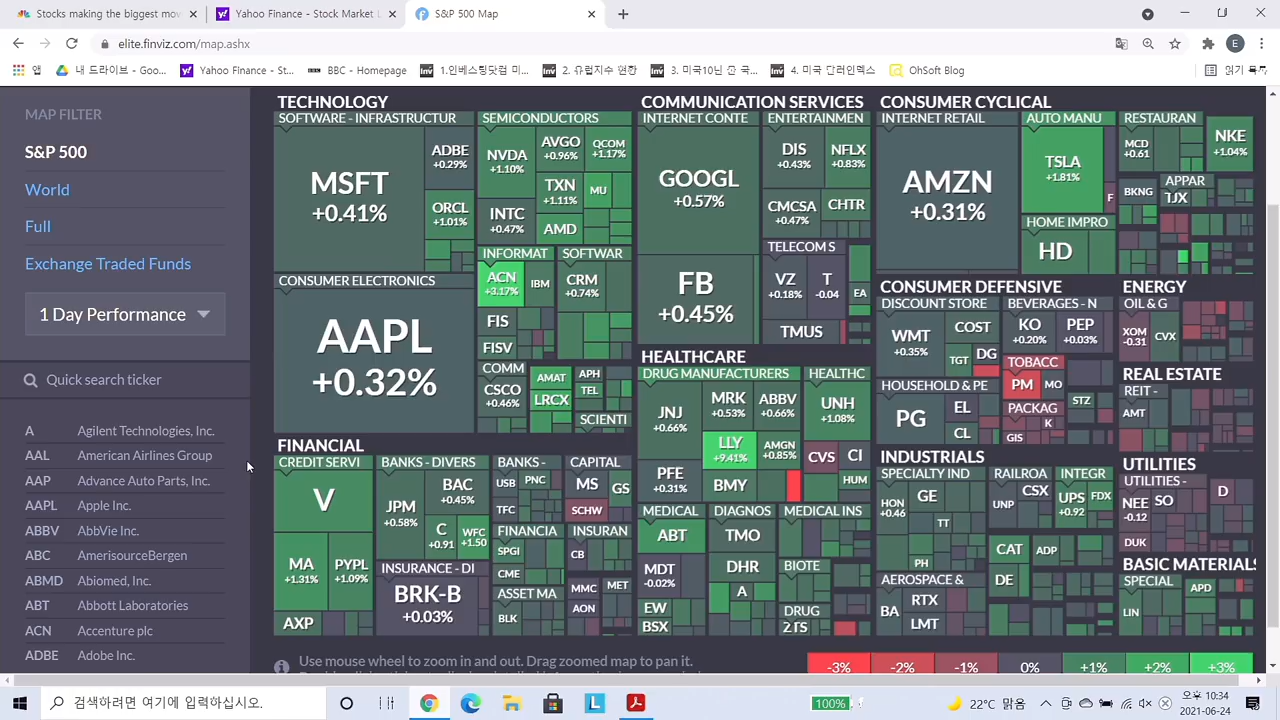 Stocks making the biggest mov
Yahoo Finance - Stock Market L
S&P 500 Map
elite.finviz.com/map.ashx
앱
내 드라이브 - Goo...
Yahoo Finance - St...
BBC - Homepage
1.인베스팅닷컴 미...
2. 유럽지수 현황
3. 미국10년 준 국...
4. 미국 달러인덱스
OhSoft Blog
읽기 목록
MAP FILTER
S&P 500
World
Full
Exchange Traded Funds
1 Day Performance
Quick search ticker
A Agilent Technologies, Inc.
AAL American Airlines Group
AAP Advance Auto Parts, Inc.
AAPL Apple Inc.
ABBV AbbVie Inc.
ABC AmerisourceBergen
ABMD Abiomed, Inc.
ABT Abbott Laboratories
ACN Accenture plc
ADBE Adobe Inc.
TECHNOLOGY
SOFTWARE - INFRASTRUCTUR
MSFT
+0.41%
ADBE
+0.29%
ORCL
+1.01%
SEMICONDUCTORS
NVDA
+1.10%
AVGO
+0.96%
QCOM
+1.17%
TXN
+1.11%
MU
INTC
+0.47%
AMD
CONSUMER ELECTRONICS
AAPL
+0.32%
INFORMAT
ACN
+3.17%
IBM
FIS
FISV
SOFTWAR
CRM
+0.74%
COMM
CSCO
+0.46%
AMAT
LRCX
APH
TEL
SCIENTI
COMMUNICATION SERVICES
INTERNET CONTE
GOOGL
+0.57%
FB
+0.45%
ENTERTAINMEN
DIS
+0.43%
NFLX
+0.83%
CMCSA
+0.47%
CHTR
TELECOM S
VZ
+0.18%
T
-0.04
TMUS
EA
CONSUMER CYCLICAL
INTERNET RETAIL
AMZN
+0.31%
AUTO MANU
TSLA
+1.81%
F
HOME IMPRO
HD
RESTAURAN
MCD
+0.61
NKE
+1.04%
BKNG
APPAR
TJX
FINANCIAL
CREDIT SERVI
V
MA
+1.31%
PYPL
+1.09%
AXP
BANKS - DIVERS
JPM
+0.58%
BAC
+0.45%
C
+0.91
WFC
+1.50
INSURANCE - DI
BRK-B
+0.03%
BANKS -
USB
PNC
TFC
FINANCIA
SPGI
CME
ASSET MA
BLK
CAPITAL
MS
GS
SCHW
INSURAN
CB
MMC
MET
AON
HEALTHCARE
DRUG MANUFACTURERS
JNJ
+0.66%
MRK
+0.53%
ABBV
+0.66%
LLY
+9.41%
AMGN
+0.85%
PFE
+0.31%
BMY
HEALTHC
UNH
+1.08%
CVS
CI
HUM
MEDICAL
ABT
MDT
-0.02%
EW
BSX
DIAGNOS
TMO
DHR
A
MEDICAL INS
BIOTE
DRUG
CONSUMER DEFENSIVE
DISCOUNT STORE
WMT
+0.35%
COST
TGT
DG
BEVERAGES - N
KO
+0.20%
PEP
+0.03%
HOUSEHOLD & PE
PG
EL
CL
TOBACC
PM
MO
PACKAG
K
GIS
STZ
INDUSTRIALS
SPECIALTY IND
HON
+0.46
GE
TT
PH
RAILROA
UNP
CSX
INTEGR
UPS
+0.92
FDX
CAT
DE
ADP
AEROSPACE &
BA
RTX
LMT
ENERGY
OIL & G
XOM
-0.31
CVX
REAL ESTATE
REIT -
AMT
UTILITIES
UTILITIES -
NEE
-0.12
SO
D
DUK
BASIC MATERIALS
SPECIAL
LIN
APD
Use mouse wheel to zoom in and out. Drag zoomed map to pan it.
-3% -2% -1% 0% +1% +2% +3%
검색하려면 여기에 입력하십시오.
100%
22°C 맑음
오후 10:34
2021-06-24